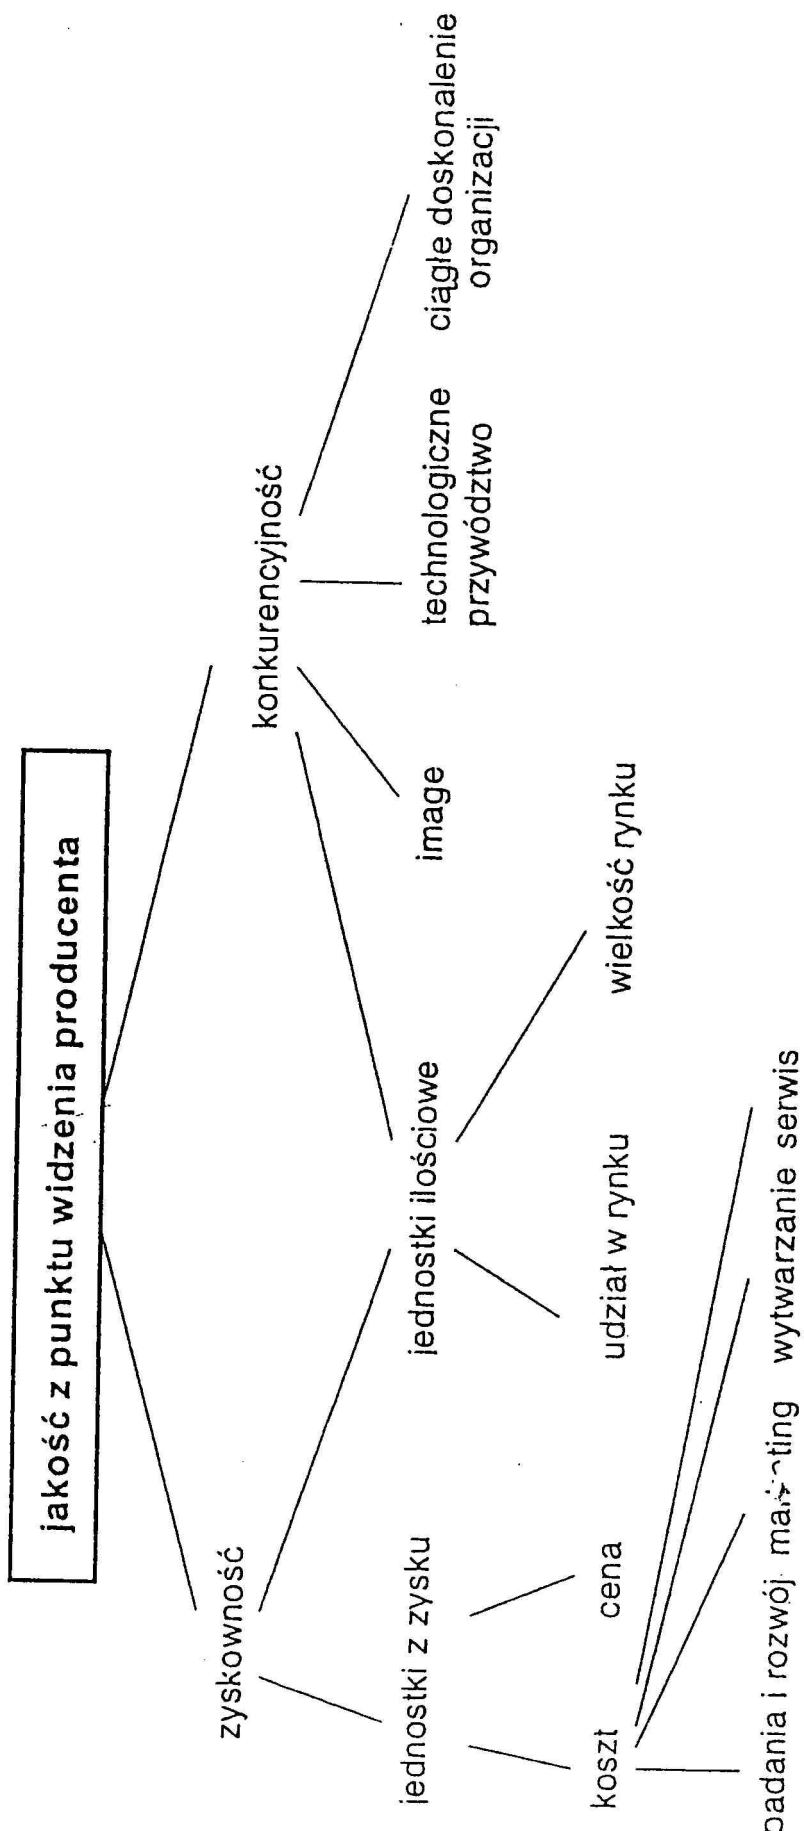 jakość z punktu widzenia producenta
zyskowność
konkurencyjność
jednostki z zysku
jednostki ilościowe
image
technologiczne
przywództwo
ciągłe doskonalenie
organizacji
koszt
cena
udział w rynku
wielkość rynku
badania i rozwój
wytwarzanie
serwis